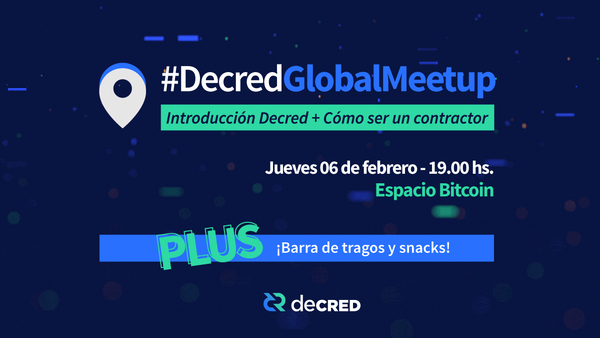 #DecredGlobalMeetup
Introducción Decred + Cómo ser un contractor
Jueves 06 de febrero - 19.00 hs.
Espacio Bitcoin
PLUS ¡Barra de tragos y snacks!
deCRED